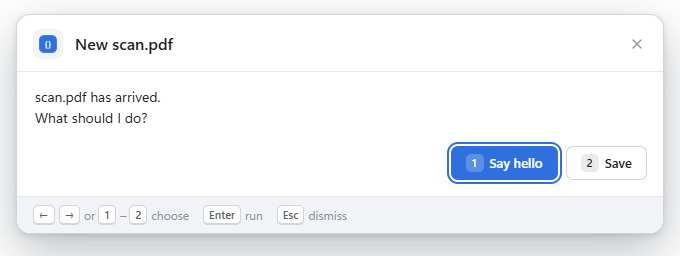 New scan.pdf
scan.pdf has arrived.
What should I do?
1 Say hello 2 Save
← → or 1 – 2 choose Enter run Esc dismiss